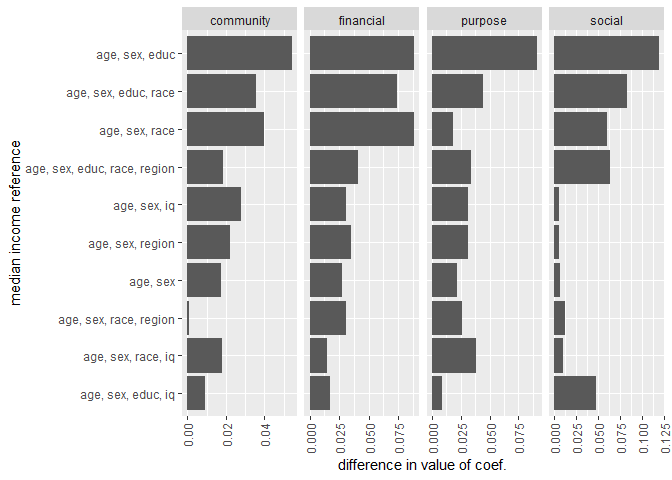 community financial purpose social
age, sex, educ
age, sex, educ, race
age, sex, race
age, sex, educ, race, region
age, sex, iq
age, sex, region
age, sex
age, sex, race, region
age, sex, race, iq
age, sex, educ, iq
median income reference
0.00 0.02 0.04 0.000 0.025 0.050 0.075 0.000 0.025 0.050 0.075 0.000 0.025 0.050 0.075 0.100 0.125
difference in value of coef.